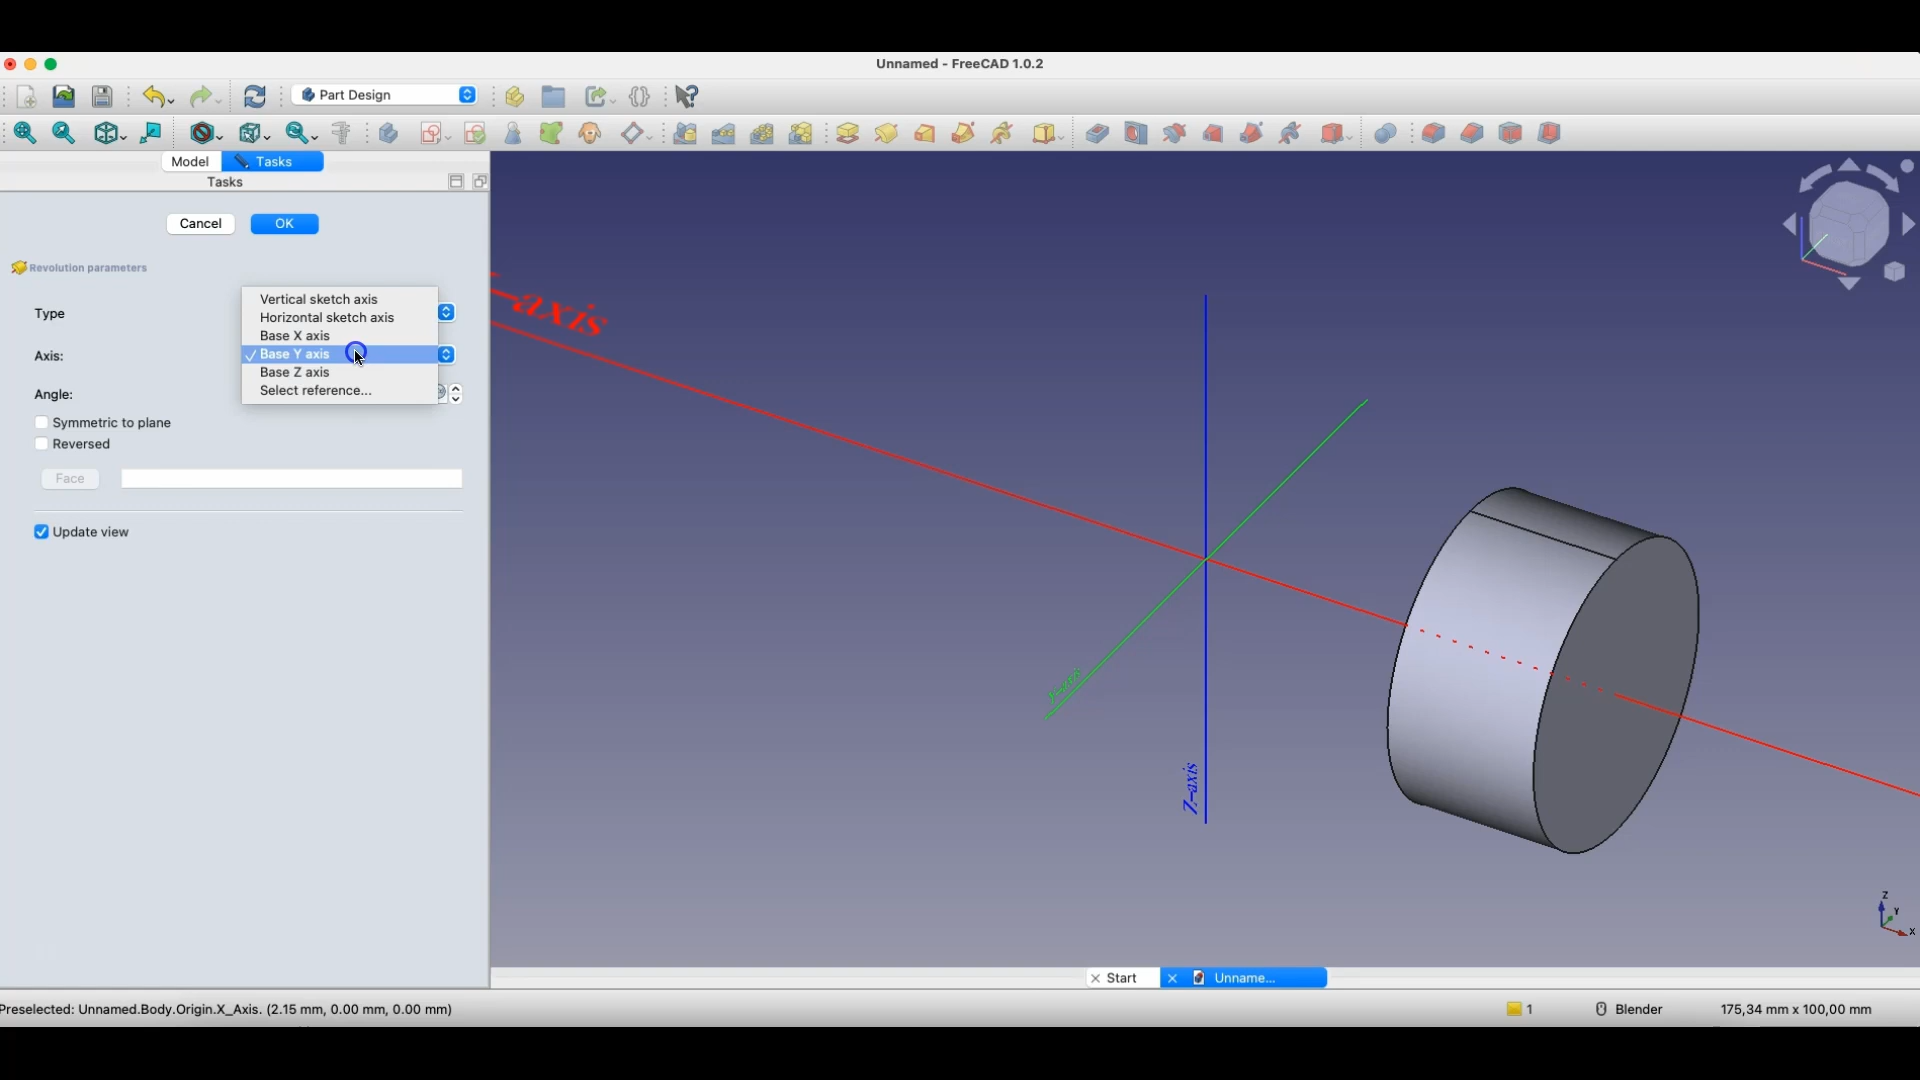 Unnamed - FreeCAD 1.0.2
Part Design
Model
Tasks
Tasks
Cancel
OK
Revolution parameters
Type
Vertical sketch axis
Horizontal sketch axis
Base X axis
Axis:
✓ Base Y axis
Base Z axis
Angle:
Select reference...
Symmetric to plane
Reversed
Face
Update view
-axis
Y-axis
Z-axis
Z
Y
X
Start
Unname...
Preselected: Unnamed.Body.Origin.X_Axis. (2.15 mm, 0.00 mm, 0.00 mm)
1
Blender
175,34 mm x 100,00 mm